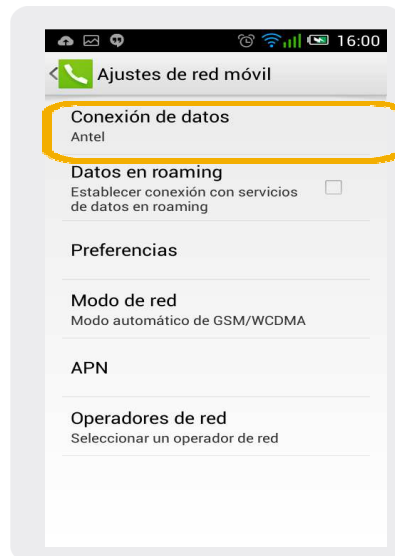 16:00
Ajustes de red móvil
Conexión de datos
Antel
Datos en roaming
Establecer conexión con servicios
de datos en roaming
Preferencias
Modo de red
Modo automático de GSM/WCDMA
APN
Operadores de red
Seleccionar un operador de red